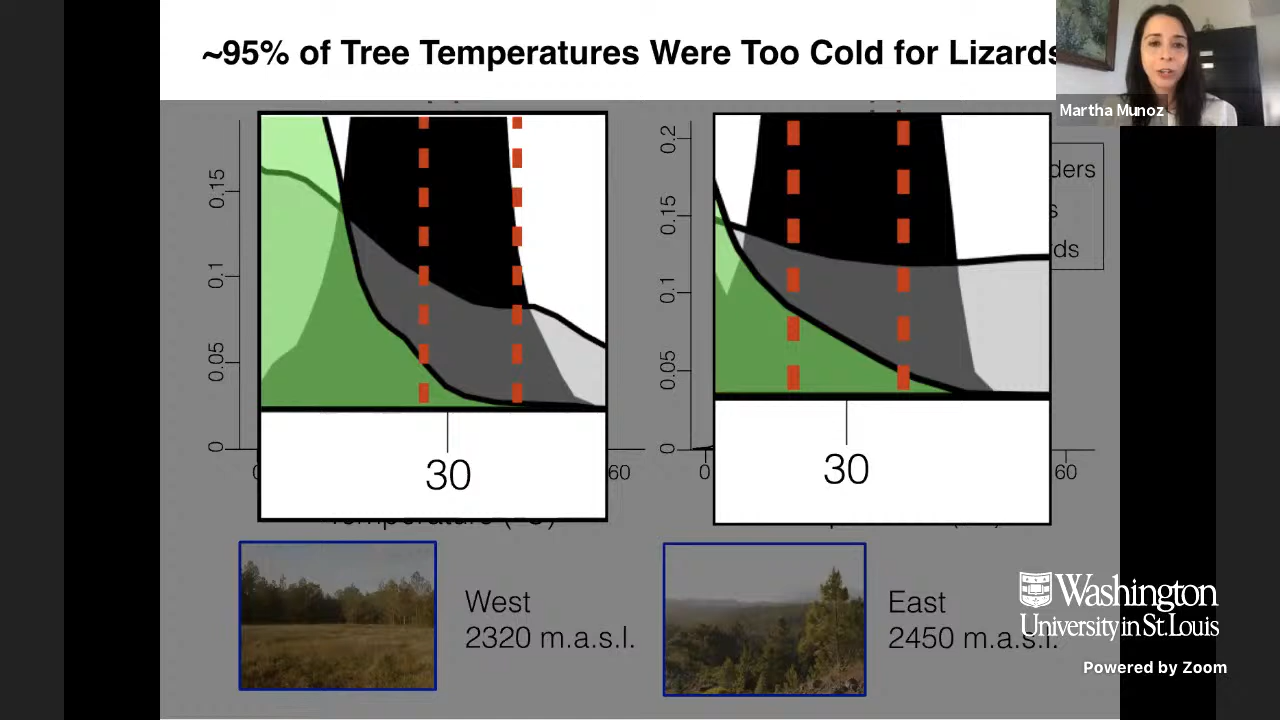 ~95% of Tree Temperatures Were Too Cold for Lizards
Martha Munoz
0.15
0.1
0.05
0
30
60
0.2
0.15
0.1
0.05
0
0
30
60
West
2320 m.a.s.l.
East
2450 m.a.s.l.
Washington
University in St. Louis
Powered by Zoom